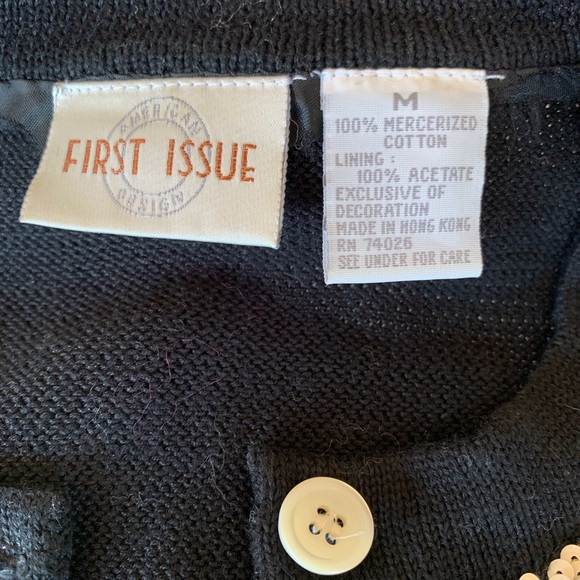 AMERICAN
FIRST ISSUE
DESIGN
M
100% MERCERIZED
COTTON
LINING :
100% ACETATE
EXCLUSIVE OF
DECORATION
MADE IN HONG KONG
RN 74026
SEE UNDER FOR CARE